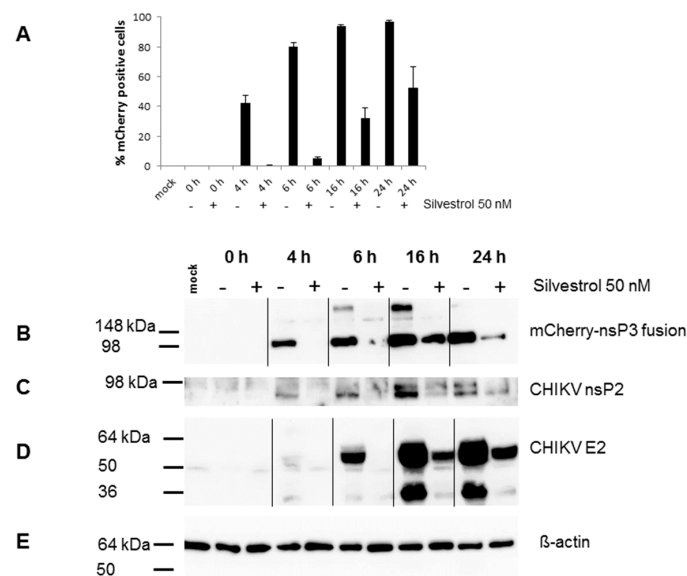 A
% mCherry positive cells
100
80
60
40
20
0
mock 0 h 0 h 4 h 4 h 6 h 6 h 16 h 16 h 24 h 24 h
- + - + - + - + - + Silvestrol 50 nM
mock 0 h 4 h 6 h 16 h 24 h
- + - + - + - + - + Silvestrol 50 nM
B 148 kDa mCherry-nsP3 fusion
98
C 98 kDa CHIKV nsP2
D 64 kDa CHIKV E2
50
36
E 64 kDa ß-actin
50